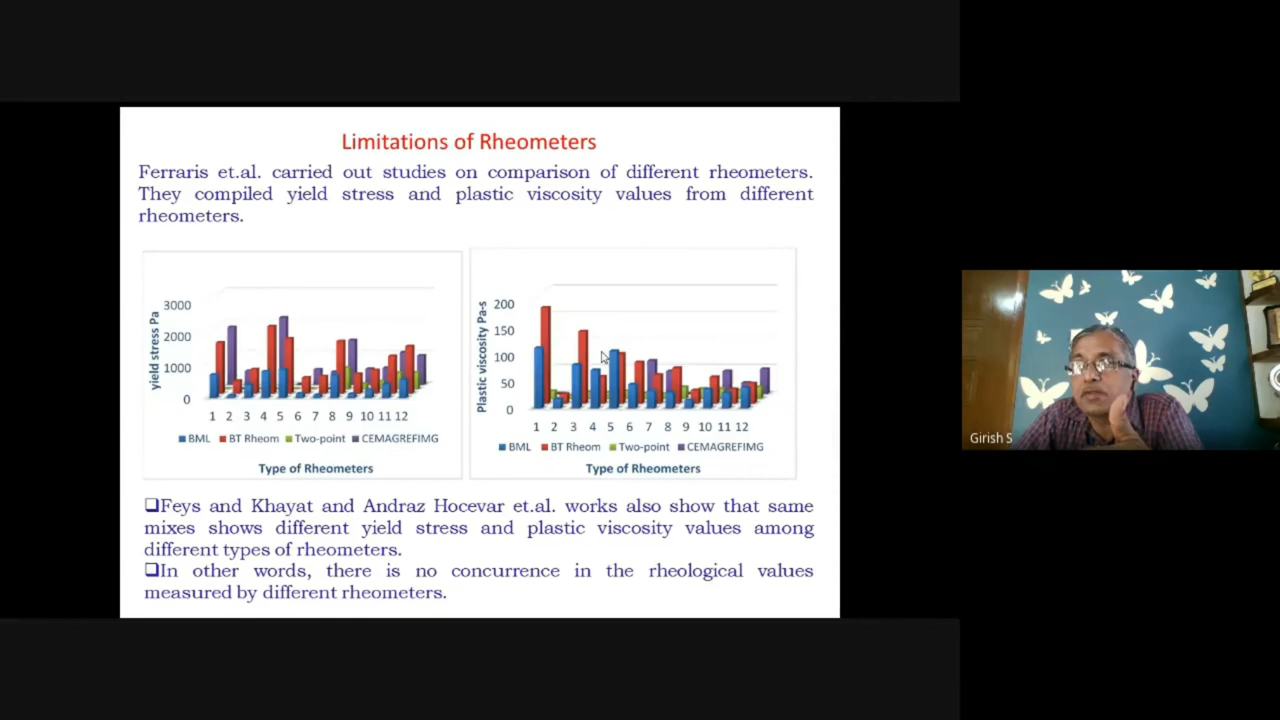 Limitations of Rheometers
Ferraris et.al. carried out studies on comparison of different rheometers.
They compiled yield stress and plastic viscosity values from different
rheometers.
yield stress Pa
3000
2000
1000
0
1 2 3 4 5 6 7 8 9 10 11 12
BML BT Rheom Two-point CEMAGREFIMG
Type of Rheometers
Plastic viscosity Pa-s
200
150
100
50
0
1 2 3 4 5 6 7 8 9 10 11 12
BML BT Rheom Two-point CEMAGREFIMG
Type of Rheometers
❑Feys and Khayat and Andraz Hocevar et.al. works also show that same
mixes shows different yield stress and plastic viscosity values among
different types of rheometers.
❑In other words, there is no concurrence in the rheological values
measured by different rheometers.
Girish S